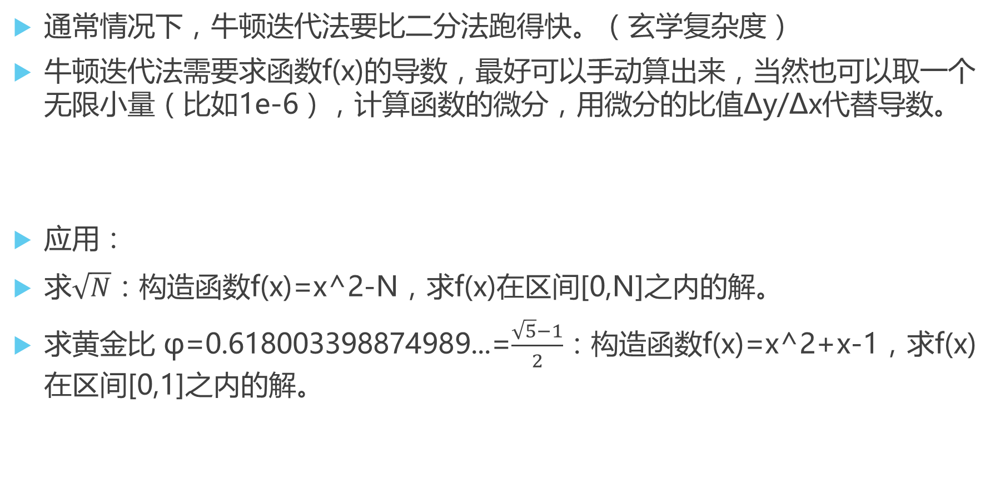 通常情况下，牛顿迭代法要比二分法跑得快。（玄学复杂度）
牛顿迭代法需要求函数f(x)的导数，最好可以手动算出来，当然也可以取一个
无限小量（比如1e-6），计算函数的微分，用微分的比值Δy/Δx代替导数。
应用：
求√N：构造函数f(x)=x^2-N，求f(x)在区间[0,N]之内的解。
求黄金比 φ=0.618003398874989...=(√5−1)/2：构造函数f(x)=x^2+x-1，求f(x)
在区间[0,1]之内的解。